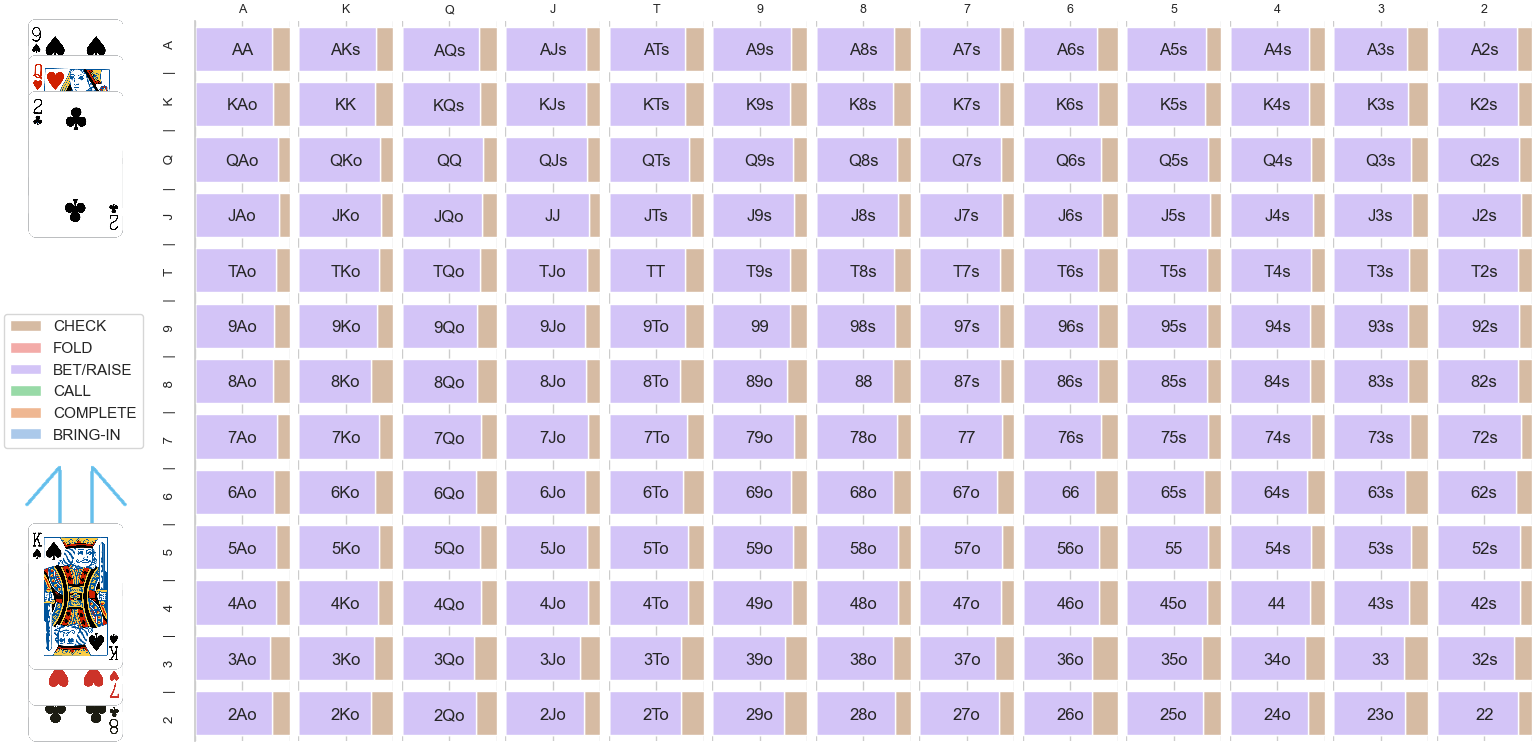 A K Q J T 9 8 7 6 5 4 3 2
9
Q
2
2
A AA AKs AQs AJs ATs A9s A8s A7s A6s A5s A4s A3s A2s
K KAo KK KQs KJs KTs K9s K8s K7s K6s K5s K4s K3s K2s
Q QAo QKo QQ QJs QTs Q9s Q8s Q7s Q6s Q5s Q4s Q3s Q2s
J JAo JKo JQo JJ JTs J9s J8s J7s J6s J5s J4s J3s J2s
T TAo TKo TQo TJo TT T9s T8s T7s T6s T5s T4s T3s T2s
9 9Ao 9Ko 9Qo 9Jo 9To 99 98s 97s 96s 95s 94s 93s 92s
8 8Ao 8Ko 8Qo 8Jo 8To 89o 88 87s 86s 85s 84s 83s 82s
7 7Ao 7Ko 7Qo 7Jo 7To 79o 78o 77 76s 75s 74s 73s 72s
6 6Ao 6Ko 6Qo 6Jo 6To 69o 68o 67o 66 65s 64s 63s 62s
5 5Ao 5Ko 5Qo 5Jo 5To 59o 58o 57o 56o 55 54s 53s 52s
4 4Ao 4Ko 4Qo 4Jo 4To 49o 48o 47o 46o 45o 44 43s 42s
3 3Ao 3Ko 3Qo 3Jo 3To 39o 38o 37o 36o 35o 34o 33 32s
2 2Ao 2Ko 2Qo 2Jo 2To 29o 28o 27o 26o 25o 24o 23o 22
CHECK
FOLD
BET/RAISE
CALL
COMPLETE
BRING-IN
K
K
7
8